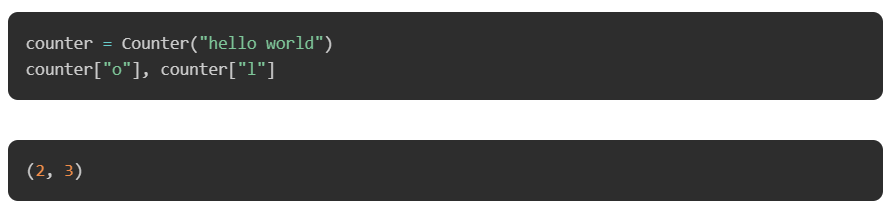 counter = Counter("hello world")
counter["o"], counter["l"]
(2, 3)